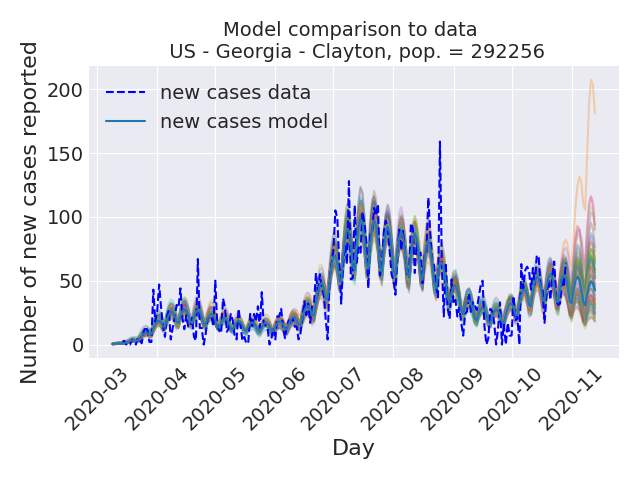 Model comparison to data
US - Georgia - Clayton, pop. = 292256
Number of new cases reported
200
150
100
50
0
new cases data
new cases model
2020-03
2020-04
2020-05
2020-06
2020-07
2020-08
2020-09
2020-10
2020-11
Day